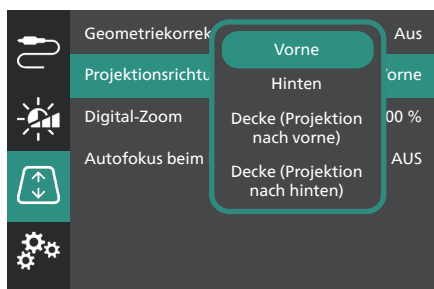 Geometriekorrek
Aus
Projektionsrichtu
orne
Digital-Zoom
00 %
Autofokus beim
AUS
Vorne
Hinten
Decke (Projektion
nach vorne)
Decke (Projektion
nach hinten)